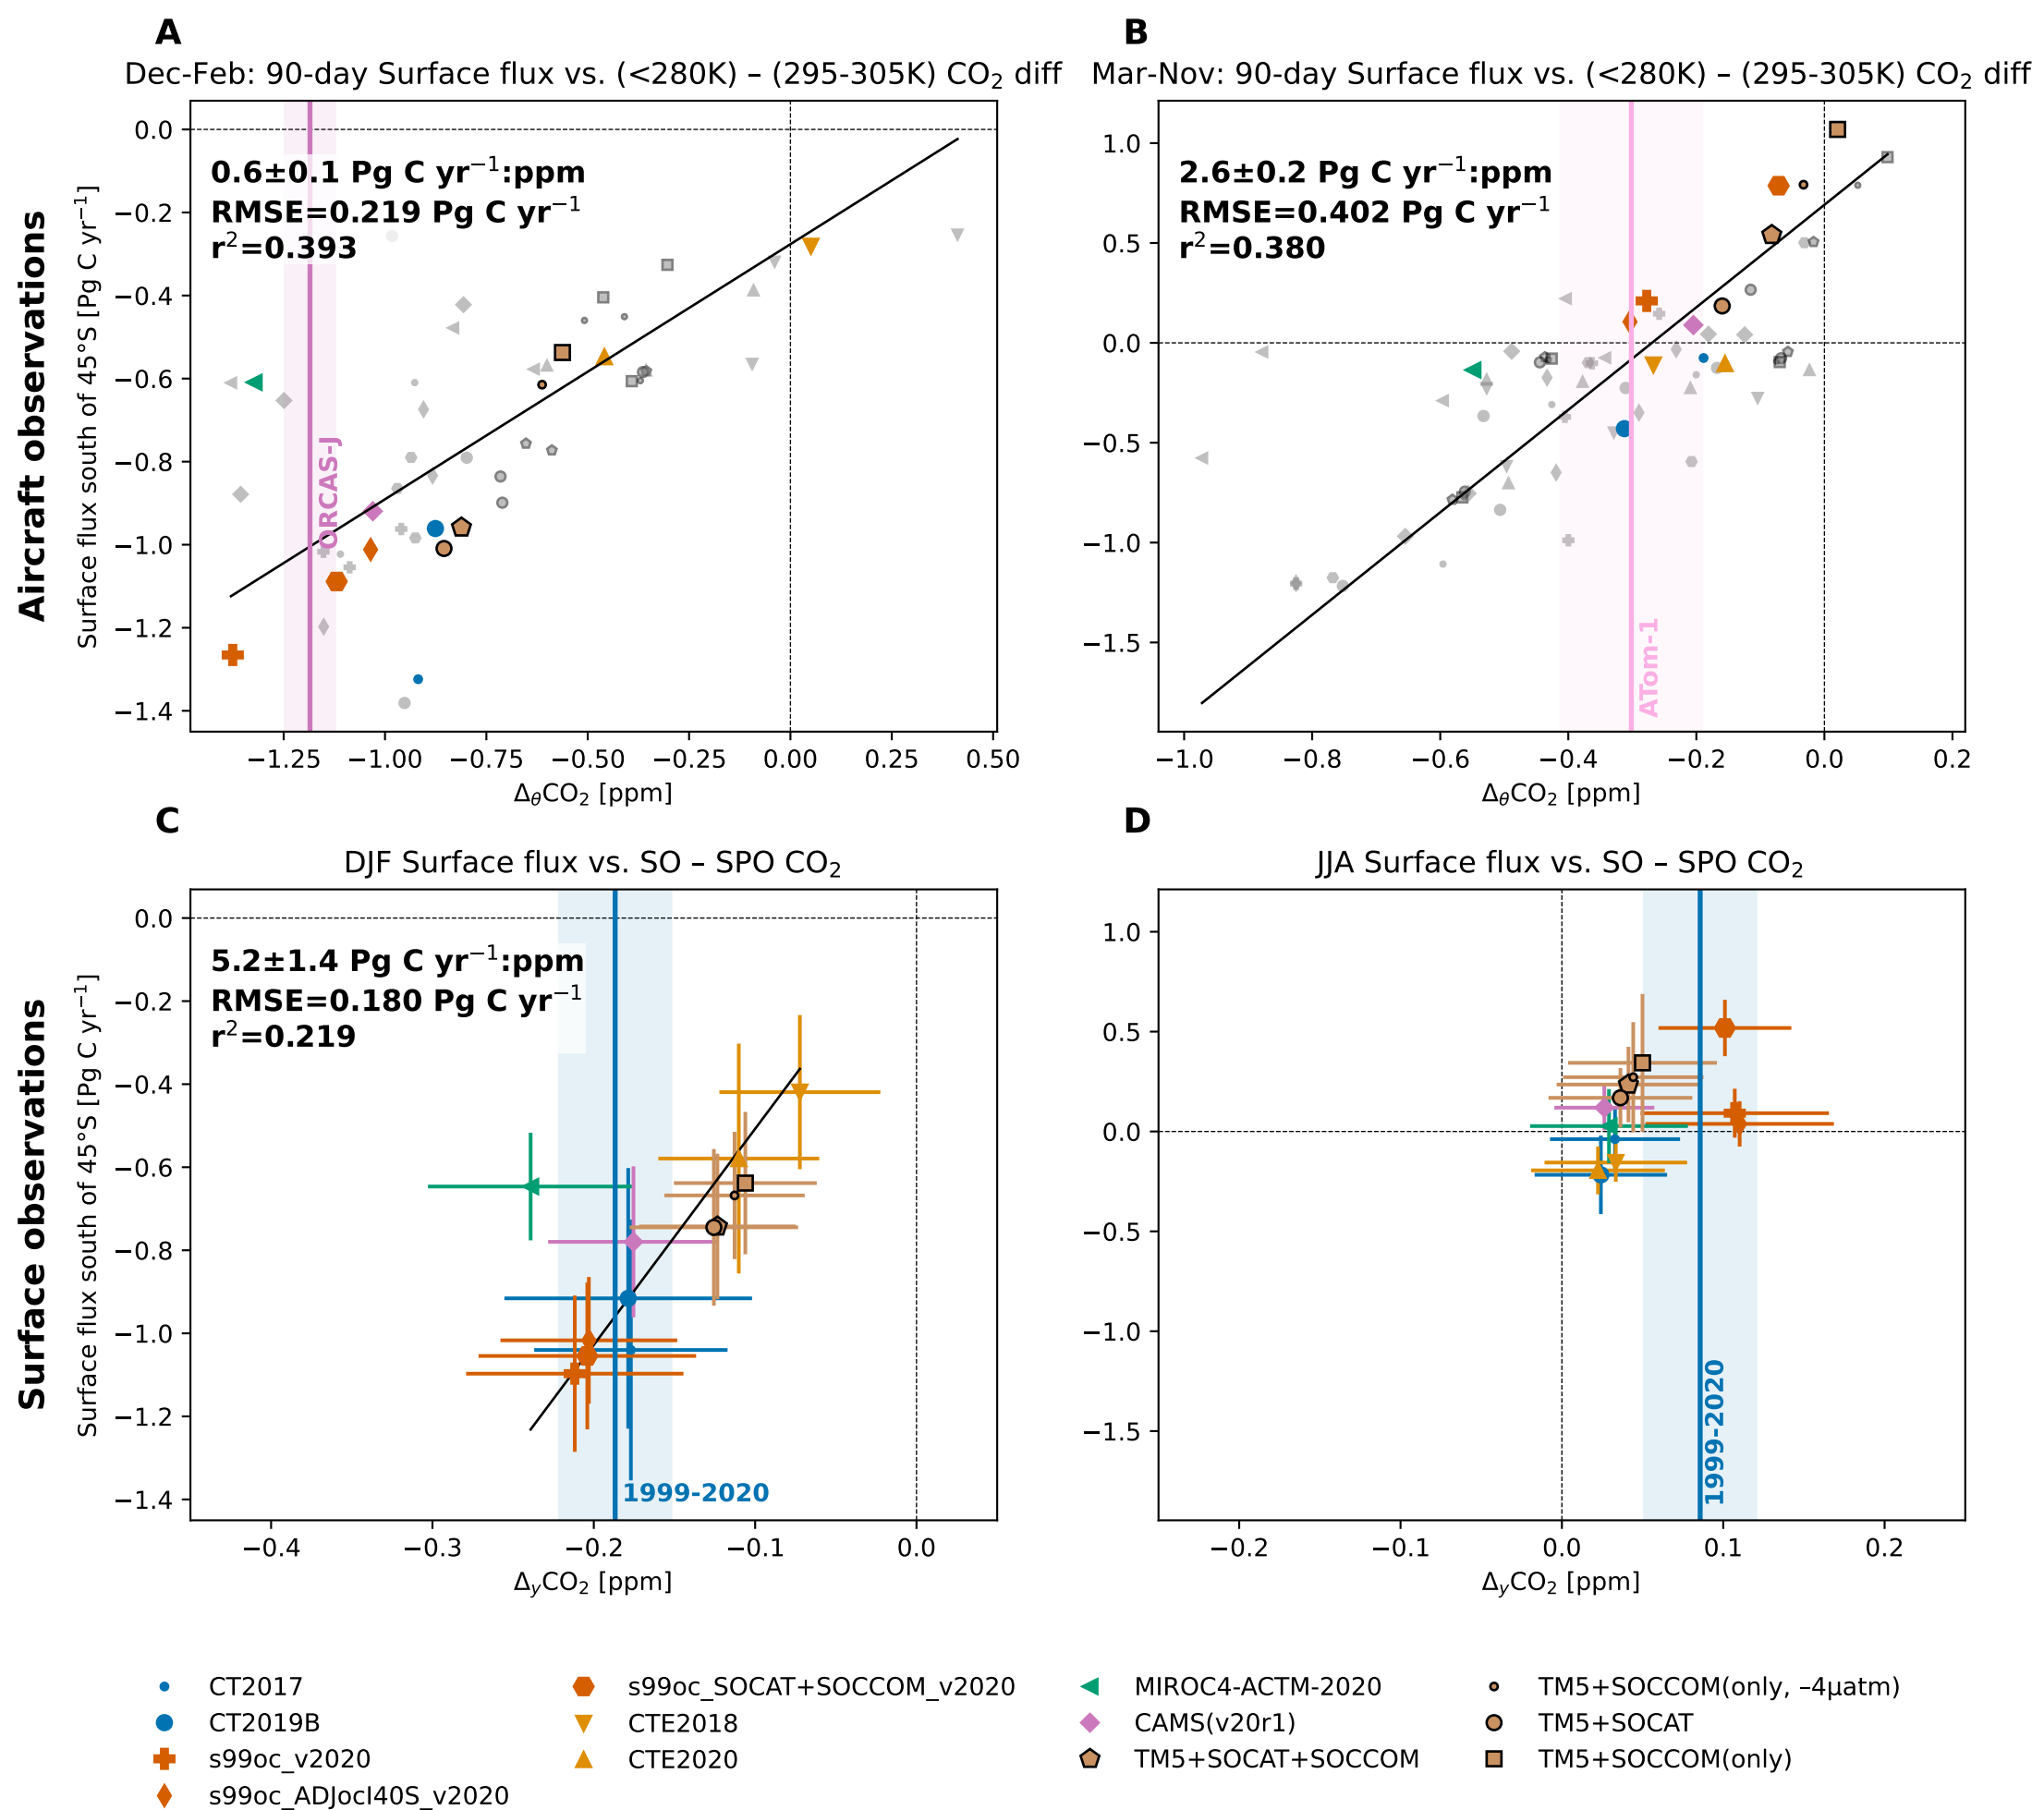 A
Dec-Feb: 90-day Surface flux vs. (<280K) – (295-305K) CO₂ diff
0.6±0.1 Pg C yr⁻¹:ppm
RMSE=0.219 Pg C yr⁻¹
r²=0.393
ORCAS-J
0.0
−0.2
−0.4
−0.6
−0.8
−1.0
−1.2
−1.4
Surface flux south of 45°S [Pg C yr⁻¹]
Aircraft observations
−1.25 −1.00 −0.75 −0.50 −0.25 0.00 0.25 0.50
Δ_θCO₂ [ppm]
B
Mar-Nov: 90-day Surface flux vs. (<280K) – (295-305K) CO₂ diff
2.6±0.2 Pg C yr⁻¹:ppm
RMSE=0.402 Pg C yr⁻¹
r²=0.380
ATom-1
1.0
0.5
0.0
−0.5
−1.0
−1.5
−1.0 −0.8 −0.6 −0.4 −0.2 0.0 0.2
Δ_θCO₂ [ppm]
C
DJF Surface flux vs. SO – SPO CO₂
5.2±1.4 Pg C yr⁻¹:ppm
RMSE=0.180 Pg C yr⁻¹
r²=0.219
1999-2020
0.0
−0.2
−0.4
−0.6
−0.8
−1.0
−1.2
−1.4
Surface flux south of 45°S [Pg C yr⁻¹]
Surface observations
−0.4 −0.3 −0.2 −0.1 0.0
Δ_yCO₂ [ppm]
D
JJA Surface flux vs. SO – SPO CO₂
1999-2020
1.0
0.5
0.0
−0.5
−1.0
−1.5
−0.2 −0.1 0.0 0.1 0.2
Δ_yCO₂ [ppm]
CT2017
CT2019B
s99oc_v2020
s99oc_ADJocI40S_v2020
s99oc_SOCAT+SOCCOM_v2020
CTE2018
CTE2020
MIROC4-ACTM-2020
CAMS(v20r1)
TM5+SOCAT+SOCCOM
TM5+SOCCOM(only, –4µatm)
TM5+SOCAT
TM5+SOCCOM(only)